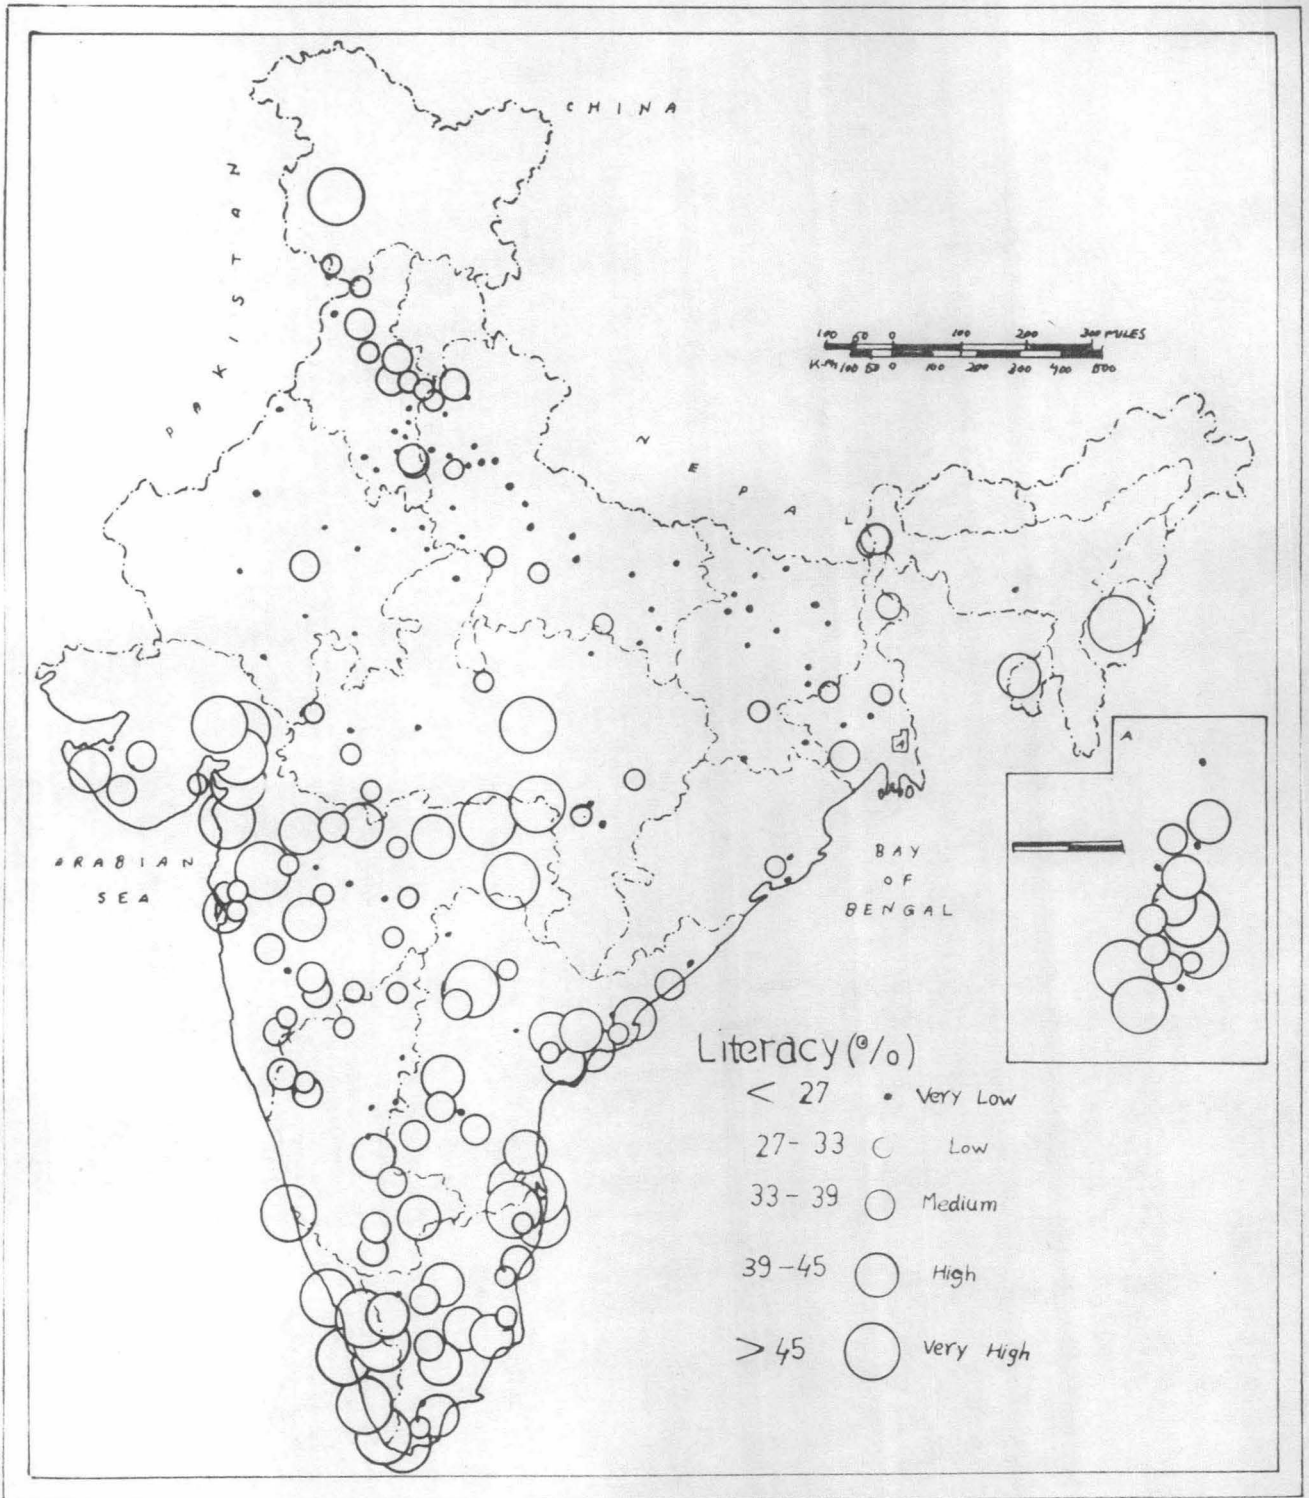 CHINA
PAKISTAN
100 50 0 100 200 300 MILES
K.M 100 50 0 100 200 300 400 500
NEPAL
A
A
ARABIAN
SEA
BAY
OF
BENGAL
Literacy (%)
< 27 Very Low
27-33 Low
33-39 Medium
39-45 High
>45 Very High